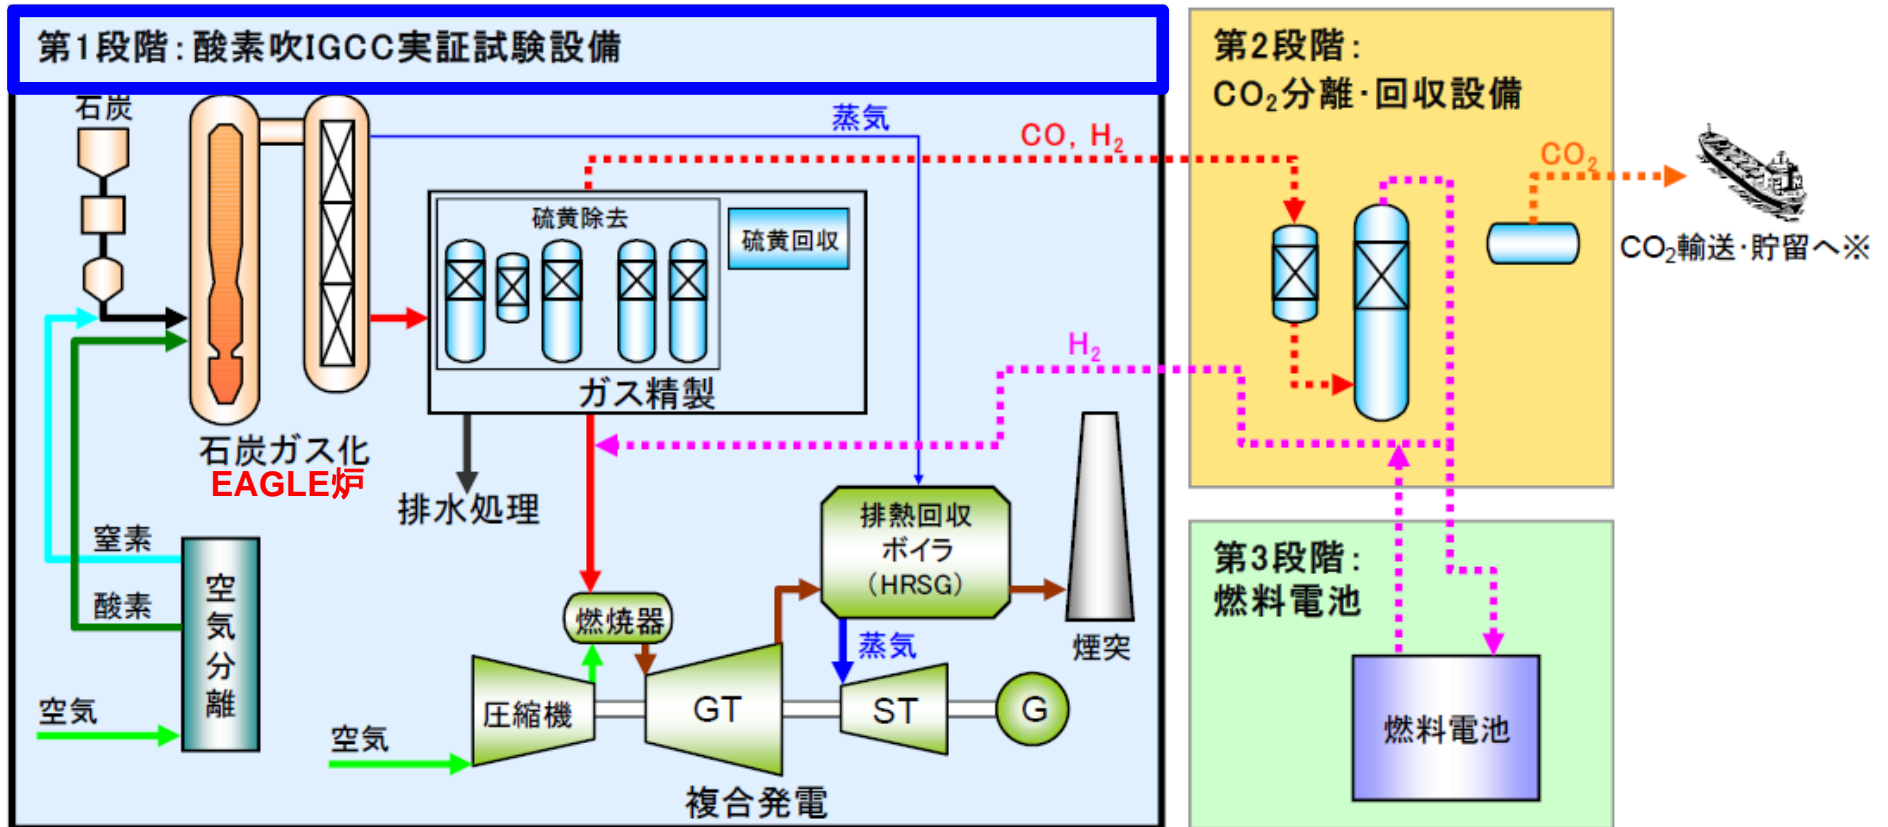 第1段階：酸素吹IGCC実証試験設備
石炭
蒸気
CO, H₂
硫黄除去
硫黄回収
ガス精製
石炭ガス化
EAGLE炉
排水処理
H₂
窒素
酸素
空気分離
空気
排熱回収
ボイラ
（HRSG）
煙突
燃焼器
蒸気
圧縮機
GT
ST
G
空気
複合発電
第2段階：
CO₂分離・回収設備
CO₂
CO₂輸送・貯留へ※
第3段階：
燃料電池
燃料電池